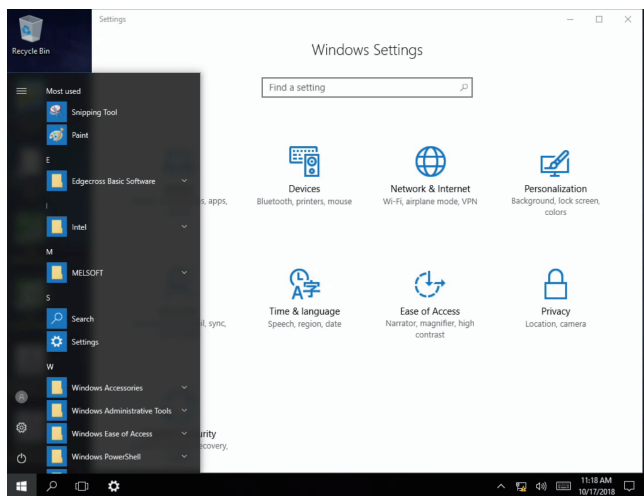 Recycle Bin
Settings
Windows Settings
Find a setting
Most used
Snipping Tool
Paint
E
Edgecross Basic Software
I
Intel
M
MELSOFT
S
Search
Settings
W
Windows Accessories
Windows Administrative Tools
Windows Ease of Access
Windows PowerShell
s, apps,
Devices
Bluetooth, printers, mouse
Network & Internet
Wi-Fi, airplane mode, VPN
Personalization
Background, lock screen,
colors
il, sync,
Time & language
Speech, region, date
Ease of Access
Narrator, magnifier, high
contrast
Privacy
Location, camera
urity
ecovery,
11:18 AM
10/17/2018